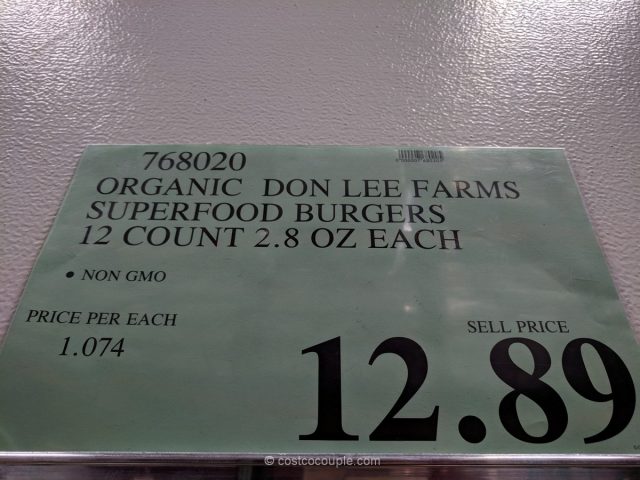 768020
ORGANIC DON LEE FARMS
SUPERFOOD BURGERS
12 COUNT 2.8 OZ EACH
• NON GMO
PRICE PER EACH
1.074
SELL PRICE
12.89
© costcocouple.com